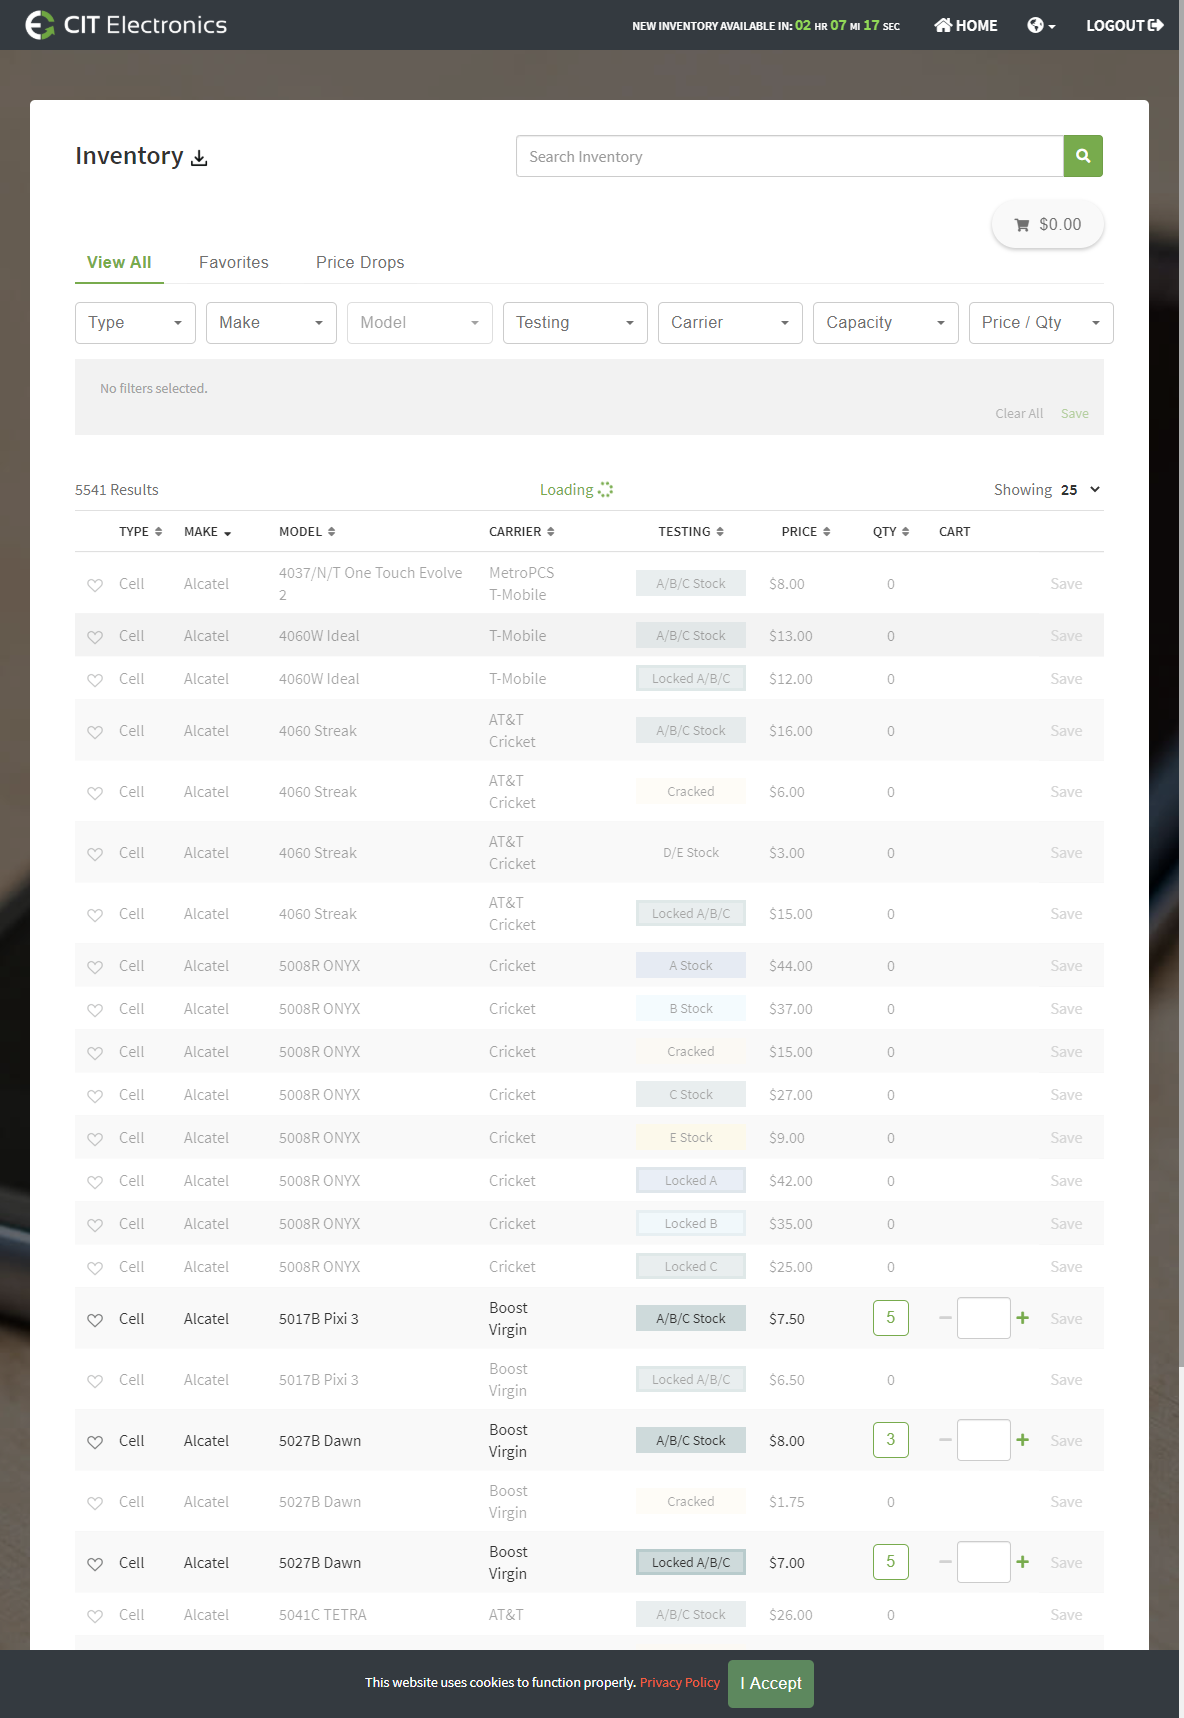 CIT Electronics
NEW INVENTORY AVAILABLE IN: 02 HR 07 MI 17 SEC
HOME
LOGOUT
Inventory
Search Inventory
$0.00
View All Favorites Price Drops
Type Make Model Testing Carrier Capacity Price / Qty
No filters selected.
Clear All Save
5541 Results Loading Showing 25
TYPE MAKE MODEL CARRIER TESTING PRICE QTY CART
Cell Alcatel 4037/N/T One Touch Evolve 2 MetroPCS T-Mobile A/B/C Stock $8.00 0 Save
Cell Alcatel 4060W Ideal T-Mobile A/B/C Stock $13.00 0 Save
Cell Alcatel 4060W Ideal T-Mobile Locked A/B/C $12.00 0 Save
Cell Alcatel 4060 Streak AT&T Cricket A/B/C Stock $16.00 0 Save
Cell Alcatel 4060 Streak AT&T Cricket Cracked $6.00 0 Save
Cell Alcatel 4060 Streak AT&T Cricket D/E Stock $3.00 0 Save
Cell Alcatel 4060 Streak AT&T Cricket Locked A/B/C $15.00 0 Save
Cell Alcatel 5008R ONYX Cricket A Stock $44.00 0 Save
Cell Alcatel 5008R ONYX Cricket B Stock $37.00 0 Save
Cell Alcatel 5008R ONYX Cricket Cracked $15.00 0 Save
Cell Alcatel 5008R ONYX Cricket C Stock $27.00 0 Save
Cell Alcatel 5008R ONYX Cricket E Stock $9.00 0 Save
Cell Alcatel 5008R ONYX Cricket Locked A $42.00 0 Save
Cell Alcatel 5008R ONYX Cricket Locked B $35.00 0 Save
Cell Alcatel 5008R ONYX Cricket Locked C $25.00 0 Save
Cell Alcatel 5017B Pixi 3 Boost Virgin A/B/C Stock $7.50 5 Save
Cell Alcatel 5017B Pixi 3 Boost Virgin Locked A/B/C $6.50 0 Save
Cell Alcatel 5027B Dawn Boost Virgin A/B/C Stock $8.00 3 Save
Cell Alcatel 5027B Dawn Boost Virgin Cracked $1.75 0 Save
Cell Alcatel 5027B Dawn Boost Virgin Locked A/B/C $7.00 5 Save
Cell Alcatel 5041C TETRA AT&T A/B/C Stock $26.00 0 Save
This website uses cookies to function properly. Privacy Policy I Accept